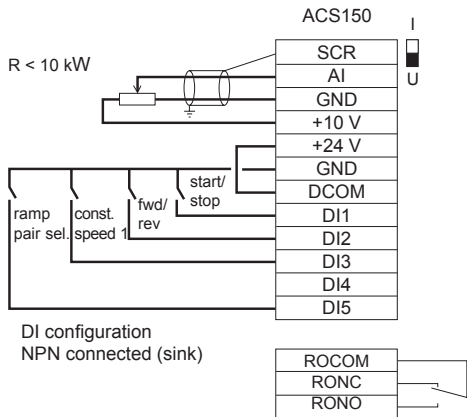 ACS150
I
U
R < 10 kW
SCR
AI
GND
+10 V
+24 V
GND
DCOM
DI1
DI2
DI3
DI4
DI5
start/
stop
fwd/
rev
const.
speed 1
ramp
pair sel.
DI configuration
NPN connected (sink)
ROCOM
RONC
RONO